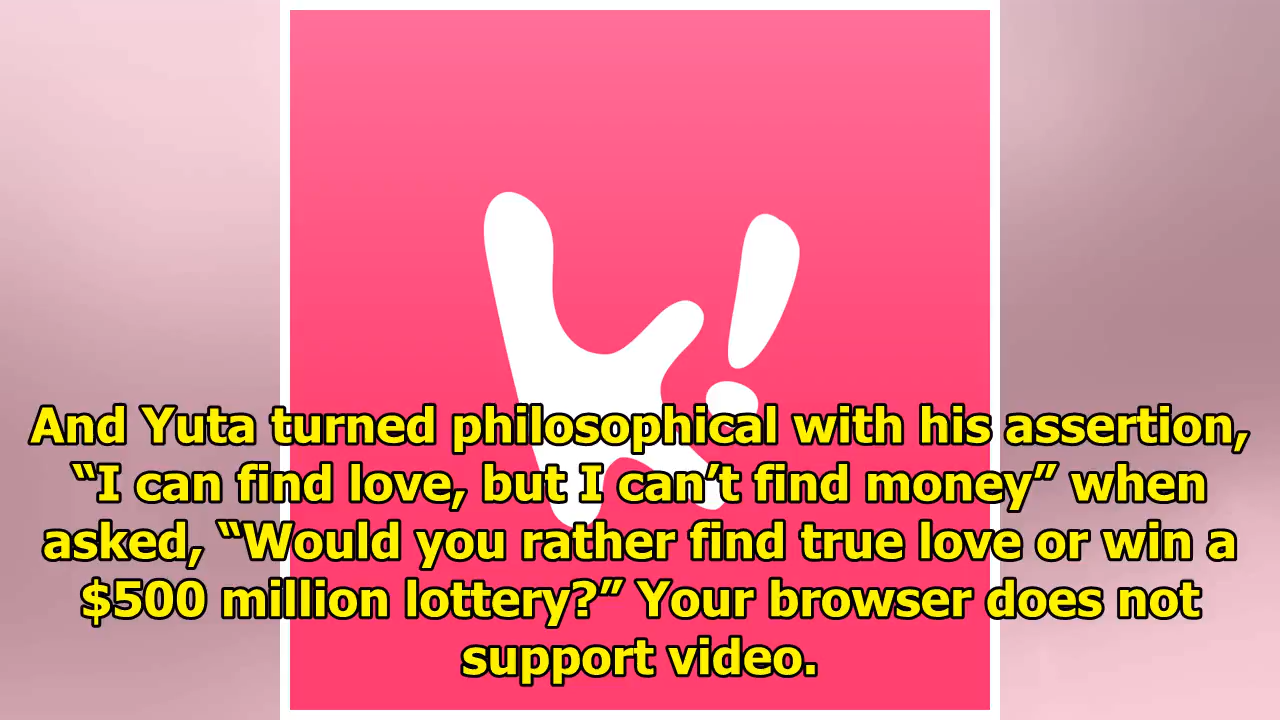 k!
And Yuta turned philosophical with his assertion,
“I can find love, but I can’t find money” when
asked, “Would you rather find true love or win a
$500 million lottery?” Your browser does not
support video.